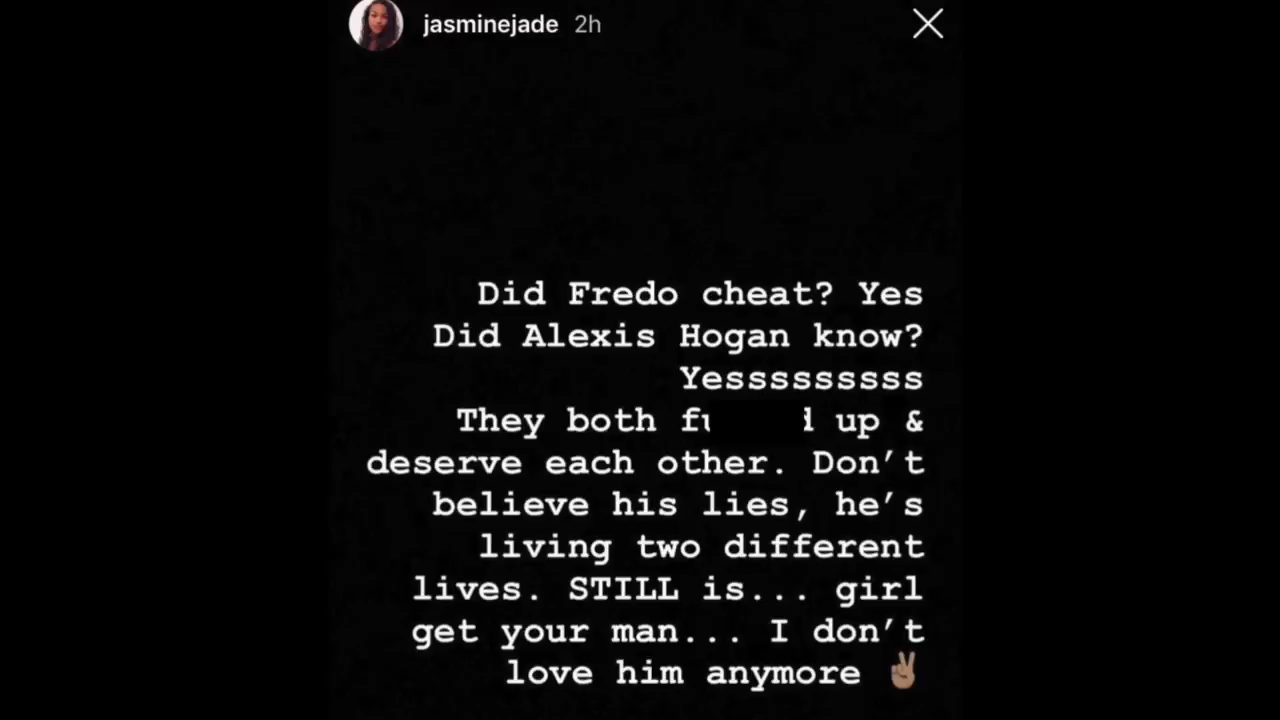 jasminejade 2h
Did Fredo cheat? Yes
Did Alexis Hogan know?
Yesssssssss
They both up &
deserve each other. Don't
believe his lies, he's
living two different
lives. STILL is... girl
get your man... I don't
love him anymore ✌🏽